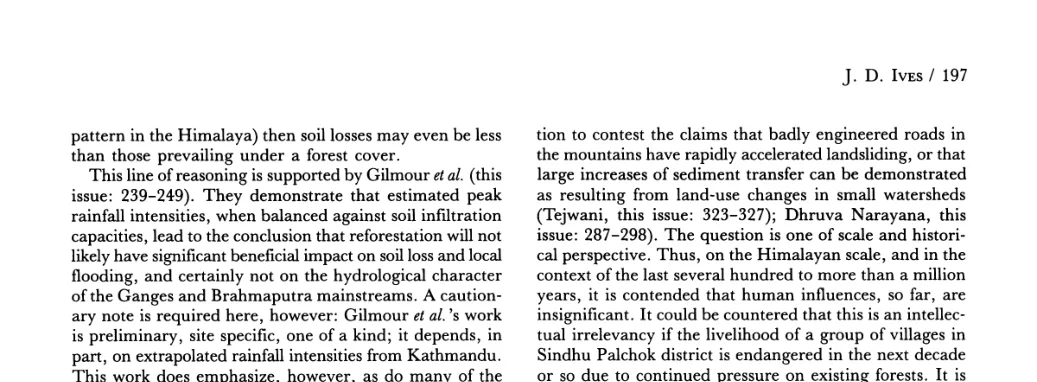 J. D. IVES / 197
pattern in the Himalaya) then soil losses may even be less
than those prevailing under a forest cover.
This line of reasoning is supported by Gilmour et al. (this
issue: 239–249). They demonstrate that estimated peak
rainfall intensities, when balanced against soil infiltration
capacities, lead to the conclusion that reforestation will not
likely have significant beneficial impact on soil loss and local
flooding, and certainly not on the hydrological character
of the Ganges and Brahmaputra mainstreams. A caution-
ary note is required here, however: Gilmour et al.'s work
is preliminary, site specific, one of a kind; it depends, in
part, on extrapolated rainfall intensities from Kathmandu.
This work does emphasize, however, as do many of the
tion to contest the claims that badly engineered roads in
the mountains have rapidly accelerated landsliding, or that
large increases of sediment transfer can be demonstrated
as resulting from land-use changes in small watersheds
(Tejwani, this issue: 323–327); Dhruva Narayana, this
issue: 287–298). The question is one of scale and histori-
cal perspective. Thus, on the Himalayan scale, and in the
context of the last several hundred to more than a million
years, it is contended that human influences, so far, are
insignificant. It could be countered that this is an intellec-
tual irrelevancy if the livelihood of a group of villages in
Sindhu Palchok district is endangered in the next decade
or so due to continued pressure on existing forests. It is